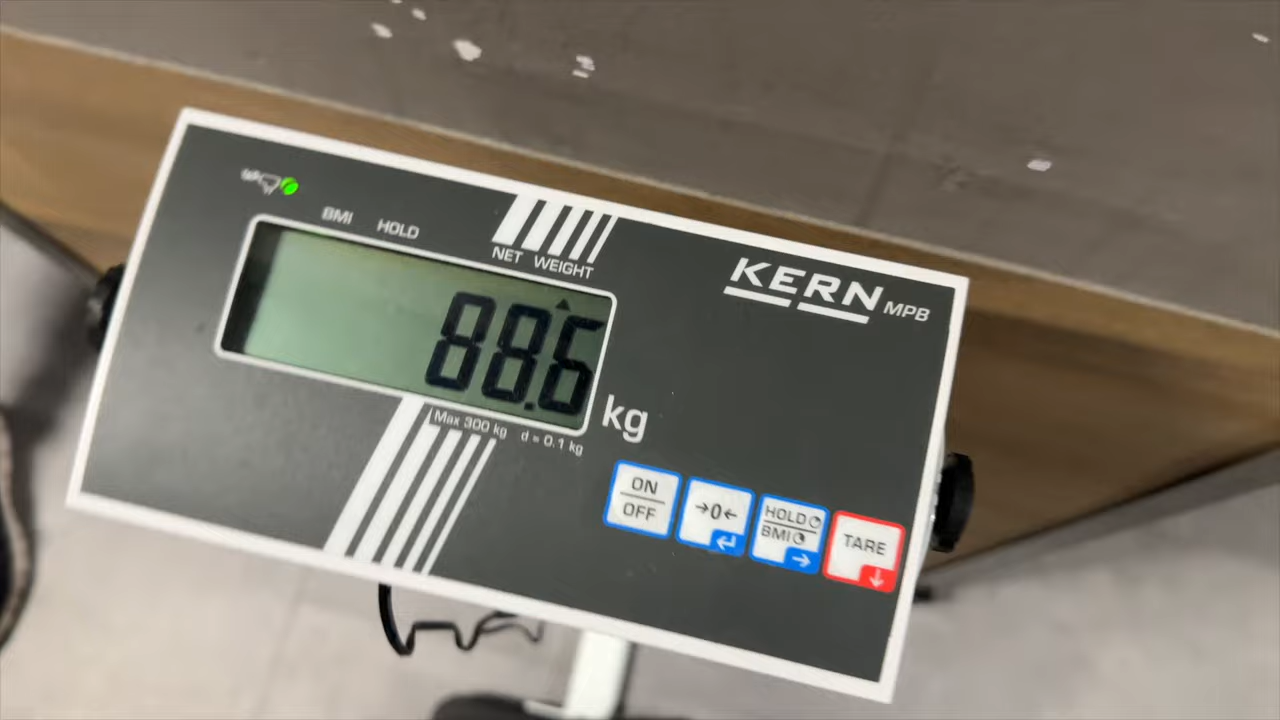 BMI HOLD
NET WEIGHT
KERN MPB
88.6 kg
Max 300 kg d = 0.1 kg
ON OFF
→0←
HOLD
BMI
TARE